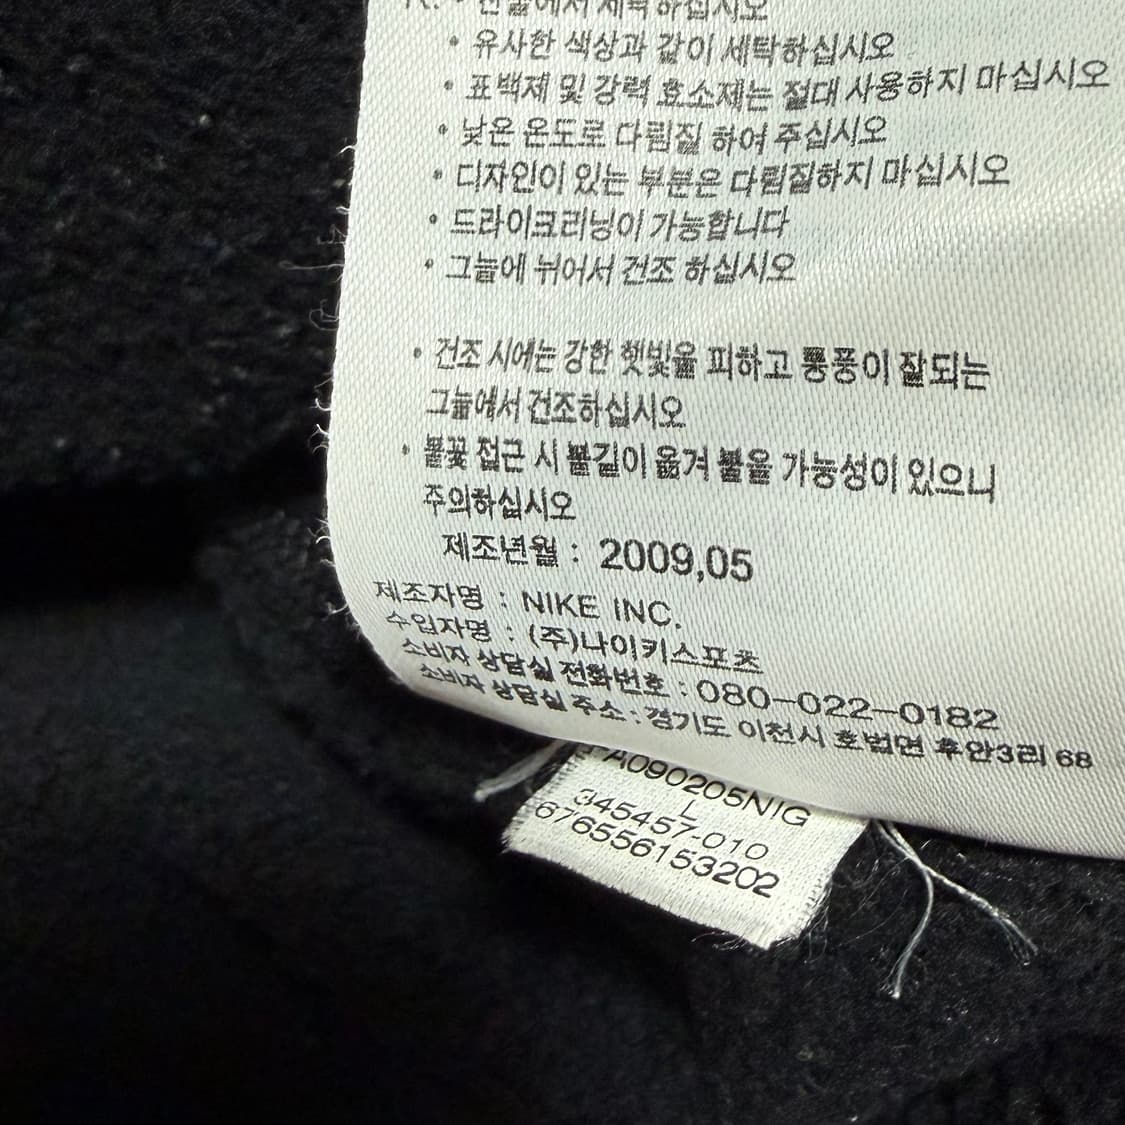 • 찬물에서 세탁하십시오
• 유사한 색상과 같이 세탁하십시오
• 표백제 및 강력 효소제는 절대 사용하지 마십시오
• 낮은 온도로 다림질 하여 주십시오
• 디자인이 있는 부분은 다림질하지 마십시오
• 드라이크리닝이 가능합니다
• 그늘에 뉘어서 건조 하십시오
• 건조 시에는 강한 햇빛을 피하고 통풍이 잘되는
그늘에서 건조하십시오
• 불꽃 접근 시 불길이 옮겨 붙을 가능성이 있으니
주의하십시오
제조년월 : 2009,05
제조자명 : NIKE INC.
수입자명 : (주)나이키스포츠
소비자 상담실 전화번호 : 080-022-0182
소비자 상담실 주소 : 경기도 이천시 호법면 후안3리 68
A090205NIG
L
345457-010
676556153202